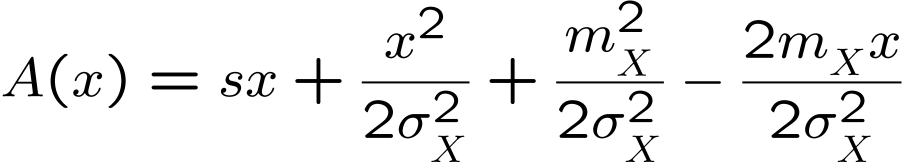 A(x) = sx + \frac{x^2}{2\sigma_X^2} + \frac{m_X^2}{2\sigma_X^2} - \frac{2m_X x}{2\sigma_X^2}